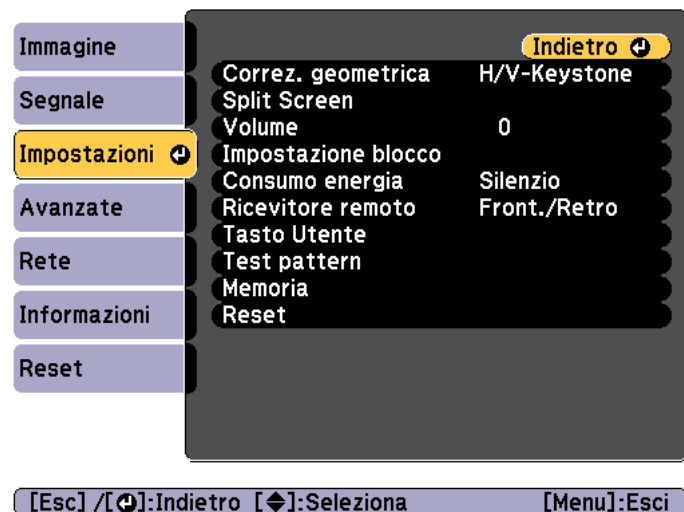 Immagine
Segnale
Impostazioni
Avanzate
Rete
Informazioni
Reset
Indietro
Correz. geometrica H/V-Keystone
Split Screen
Volume 0
Impostazione blocco
Consumo energia Silenzio
Ricevitore remoto Front./Retro
Tasto Utente
Test pattern
Memoria
Reset
[Esc] /[⏎]:Indietro [◆]:Seleziona [Menu]:Esci